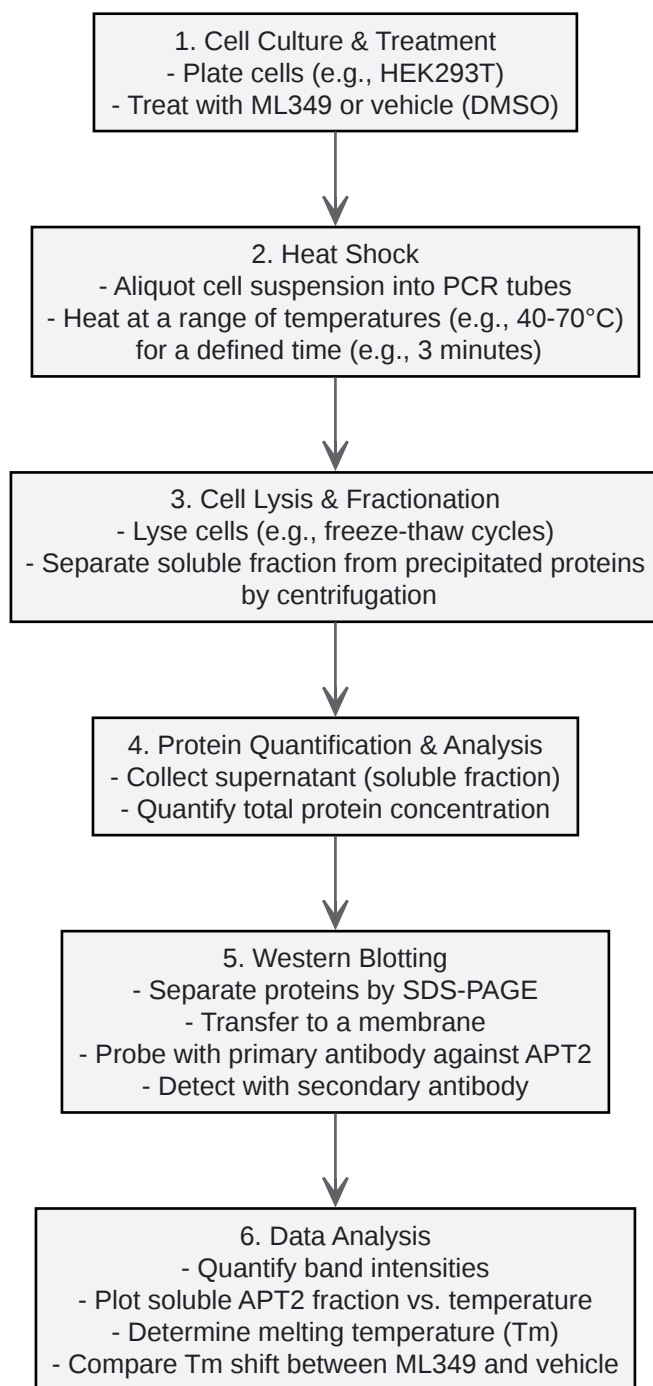 1. Cell Culture & Treatment
- Plate cells (e.g., HEK293T)
- Treat with ML349 or vehicle (DMSO)
2. Heat Shock
- Aliquot cell suspension into PCR tubes
- Heat at a range of temperatures (e.g., 40-70°C)
for a defined time (e.g., 3 minutes)
3. Cell Lysis & Fractionation
- Lyse cells (e.g., freeze-thaw cycles)
- Separate soluble fraction from precipitated proteins
by centrifugation
4. Protein Quantification & Analysis
- Collect supernatant (soluble fraction)
- Quantify total protein concentration
5. Western Blotting
- Separate proteins by SDS-PAGE
- Transfer to a membrane
- Probe with primary antibody against APT2
- Detect with secondary antibody
6. Data Analysis
- Quantify band intensities
- Plot soluble APT2 fraction vs. temperature
- Determine melting temperature (Tm)
- Compare Tm shift between ML349 and vehicle